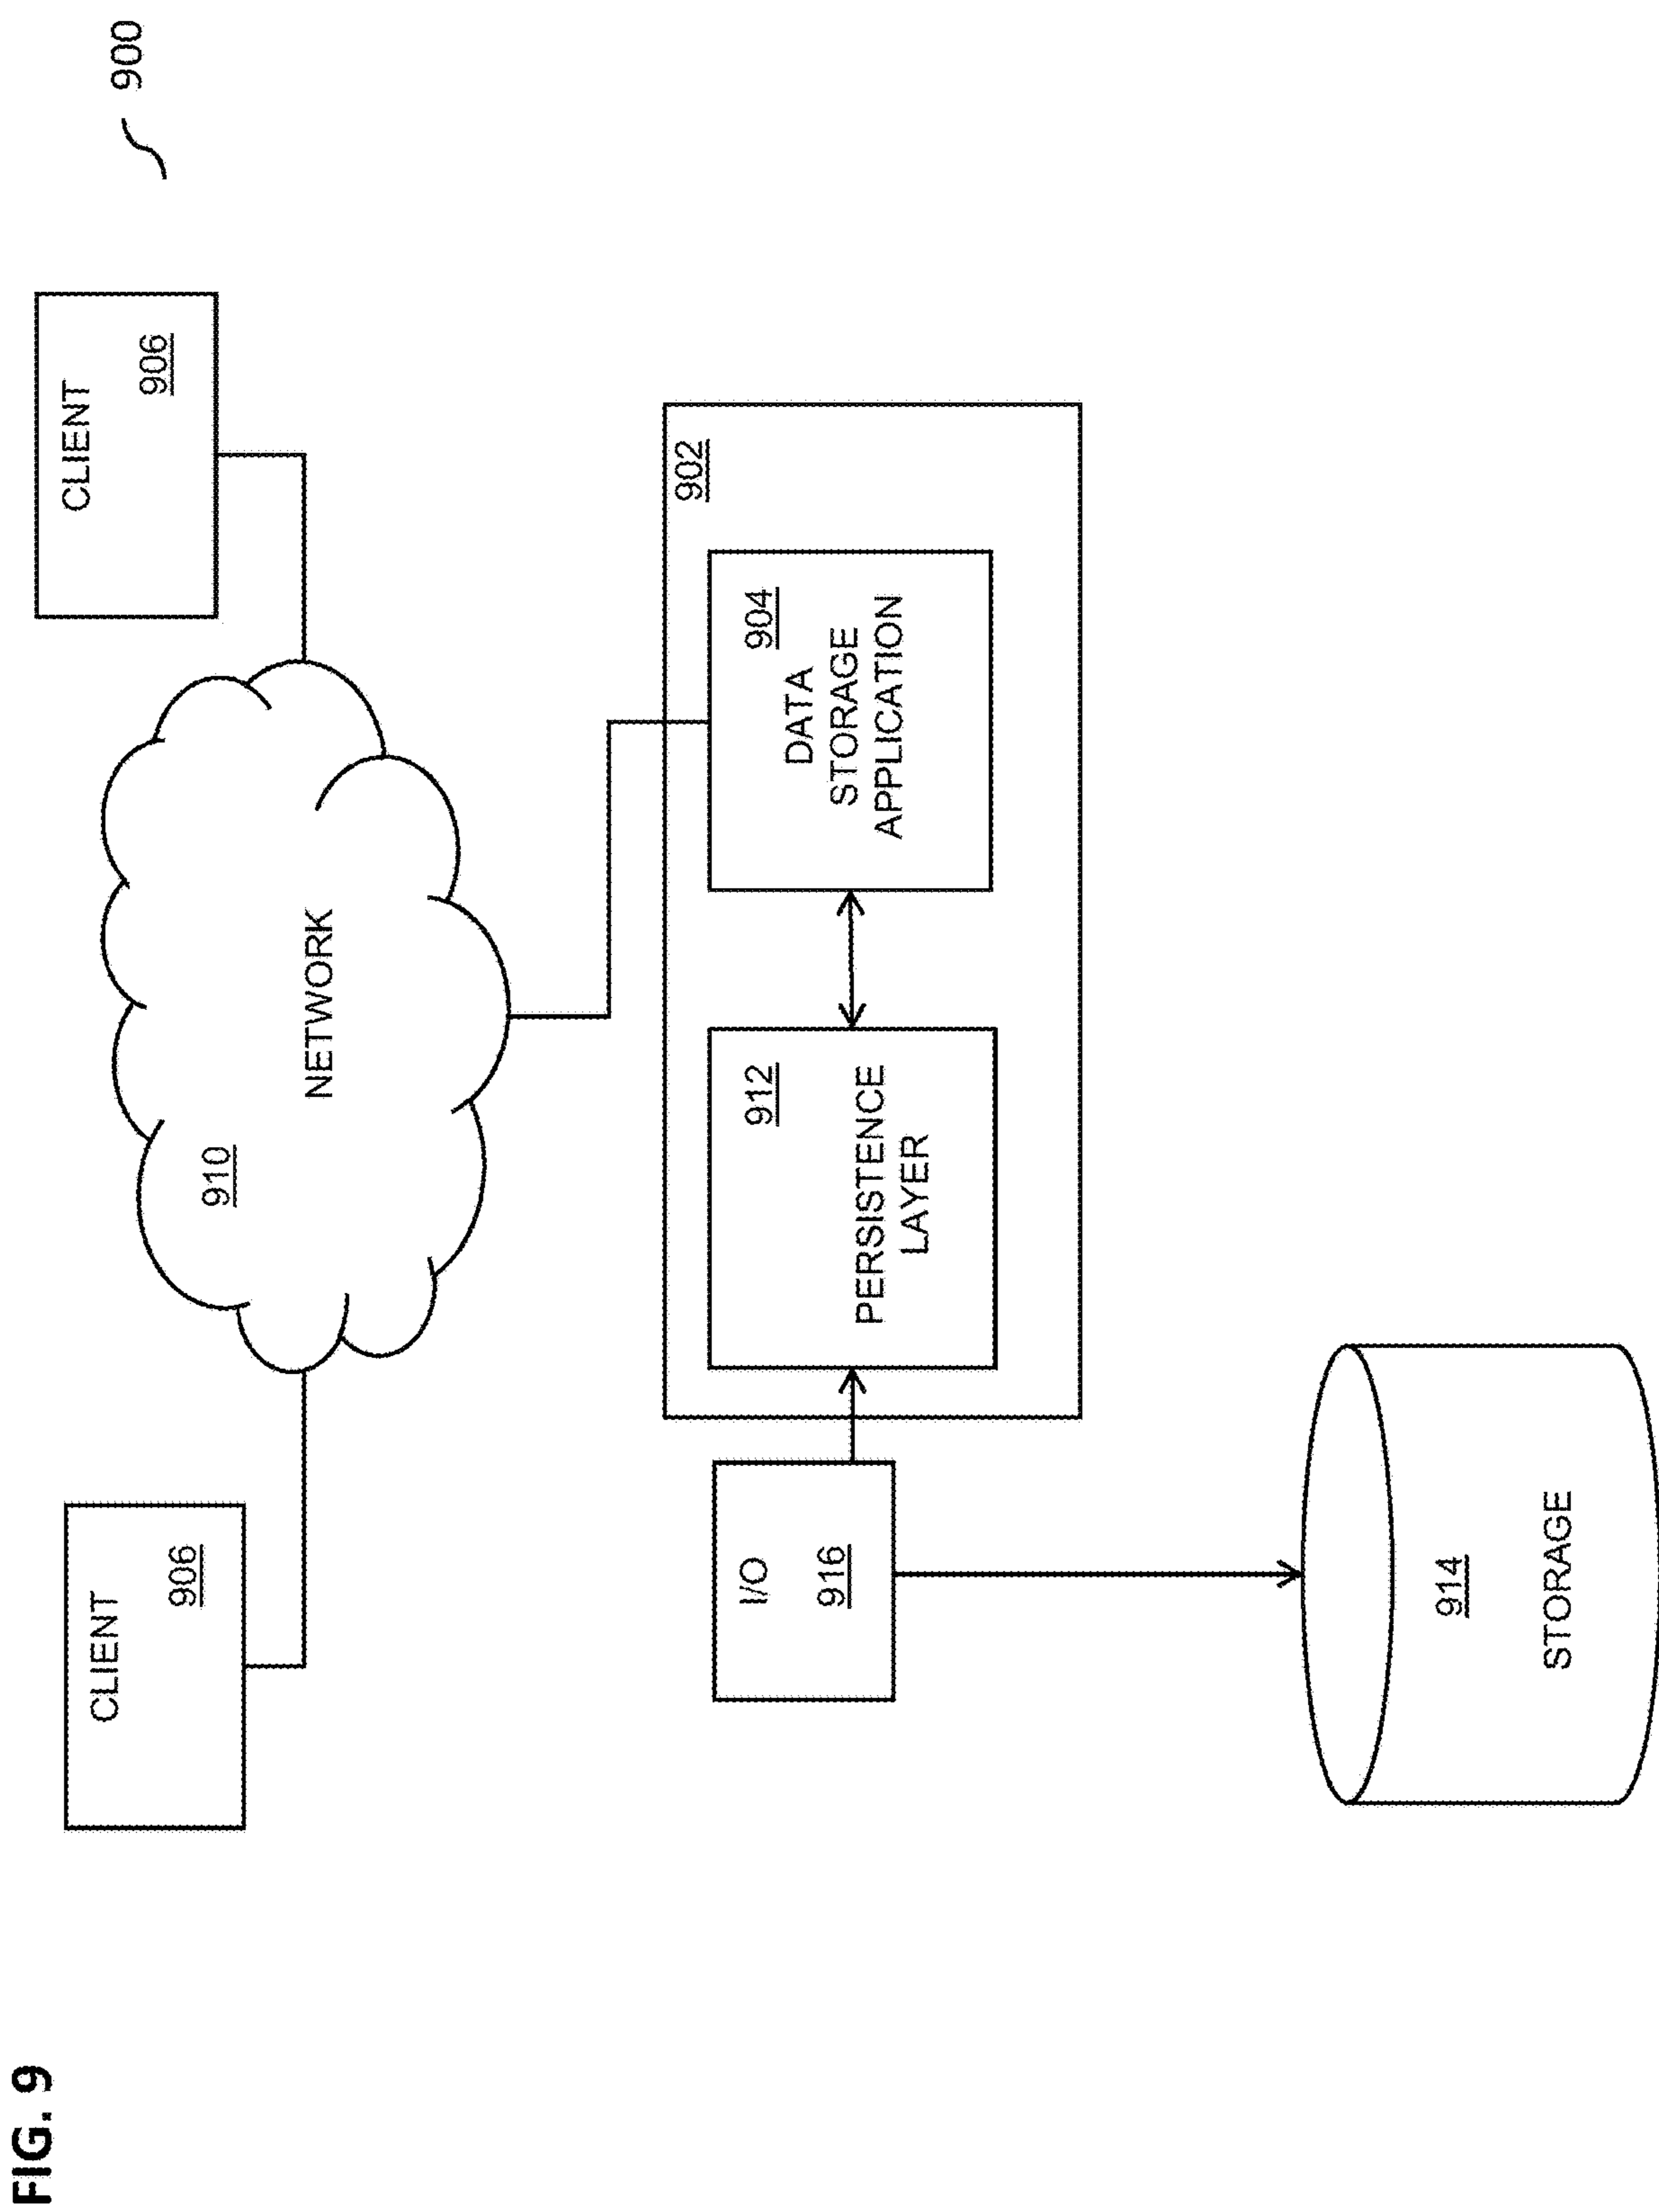 FIG. 9
900
CLIENT
906
CLIENT
906
910
NETWORK
902
I/O
916
912
PERSISTENCE
LAYER
904
DATA
STORAGE
APPLICATION
914
STORAGE